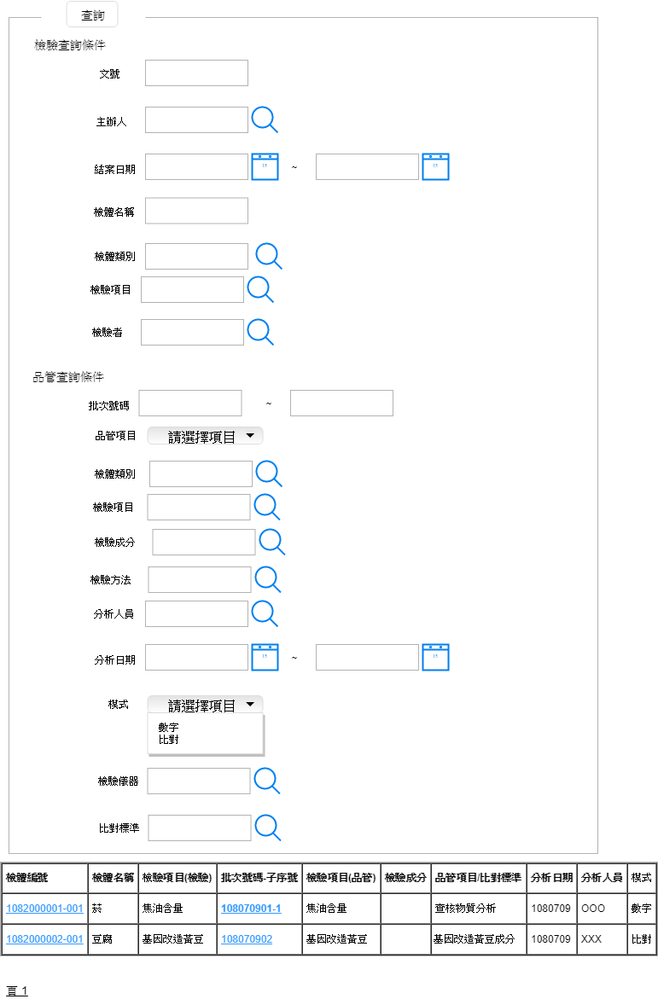 查詢
檢驗查詢條件
文號
主辦人
結案日期 15 ~ 15
檢體名稱
檢體類別
檢驗項目
檢驗者
品管查詢條件
批次號碼 ~
品管項目 請選擇項目
檢體類別
檢驗項目
檢驗成分
檢驗方法
分析人員
分析日期 15 ~ 15
模式 請選擇項目
數字
比對
檢驗儀器
比對標準
檢體編號 檢體名稱 檢驗項目(檢驗) 批次號碼-子序號 檢驗項目(品管) 檢驗成分 品管項目/比對標準 分析日期 分析人員 模式
1082000001-001 菸 焦油含量 108070901-1 焦油含量 查核物質分析 1080709 OOO 數字
1082000002-001 豆腐 基因改造黃豆 108070902 基因改造黃豆 基因改造黃豆成分 1080709 XXX 比對
頁 1